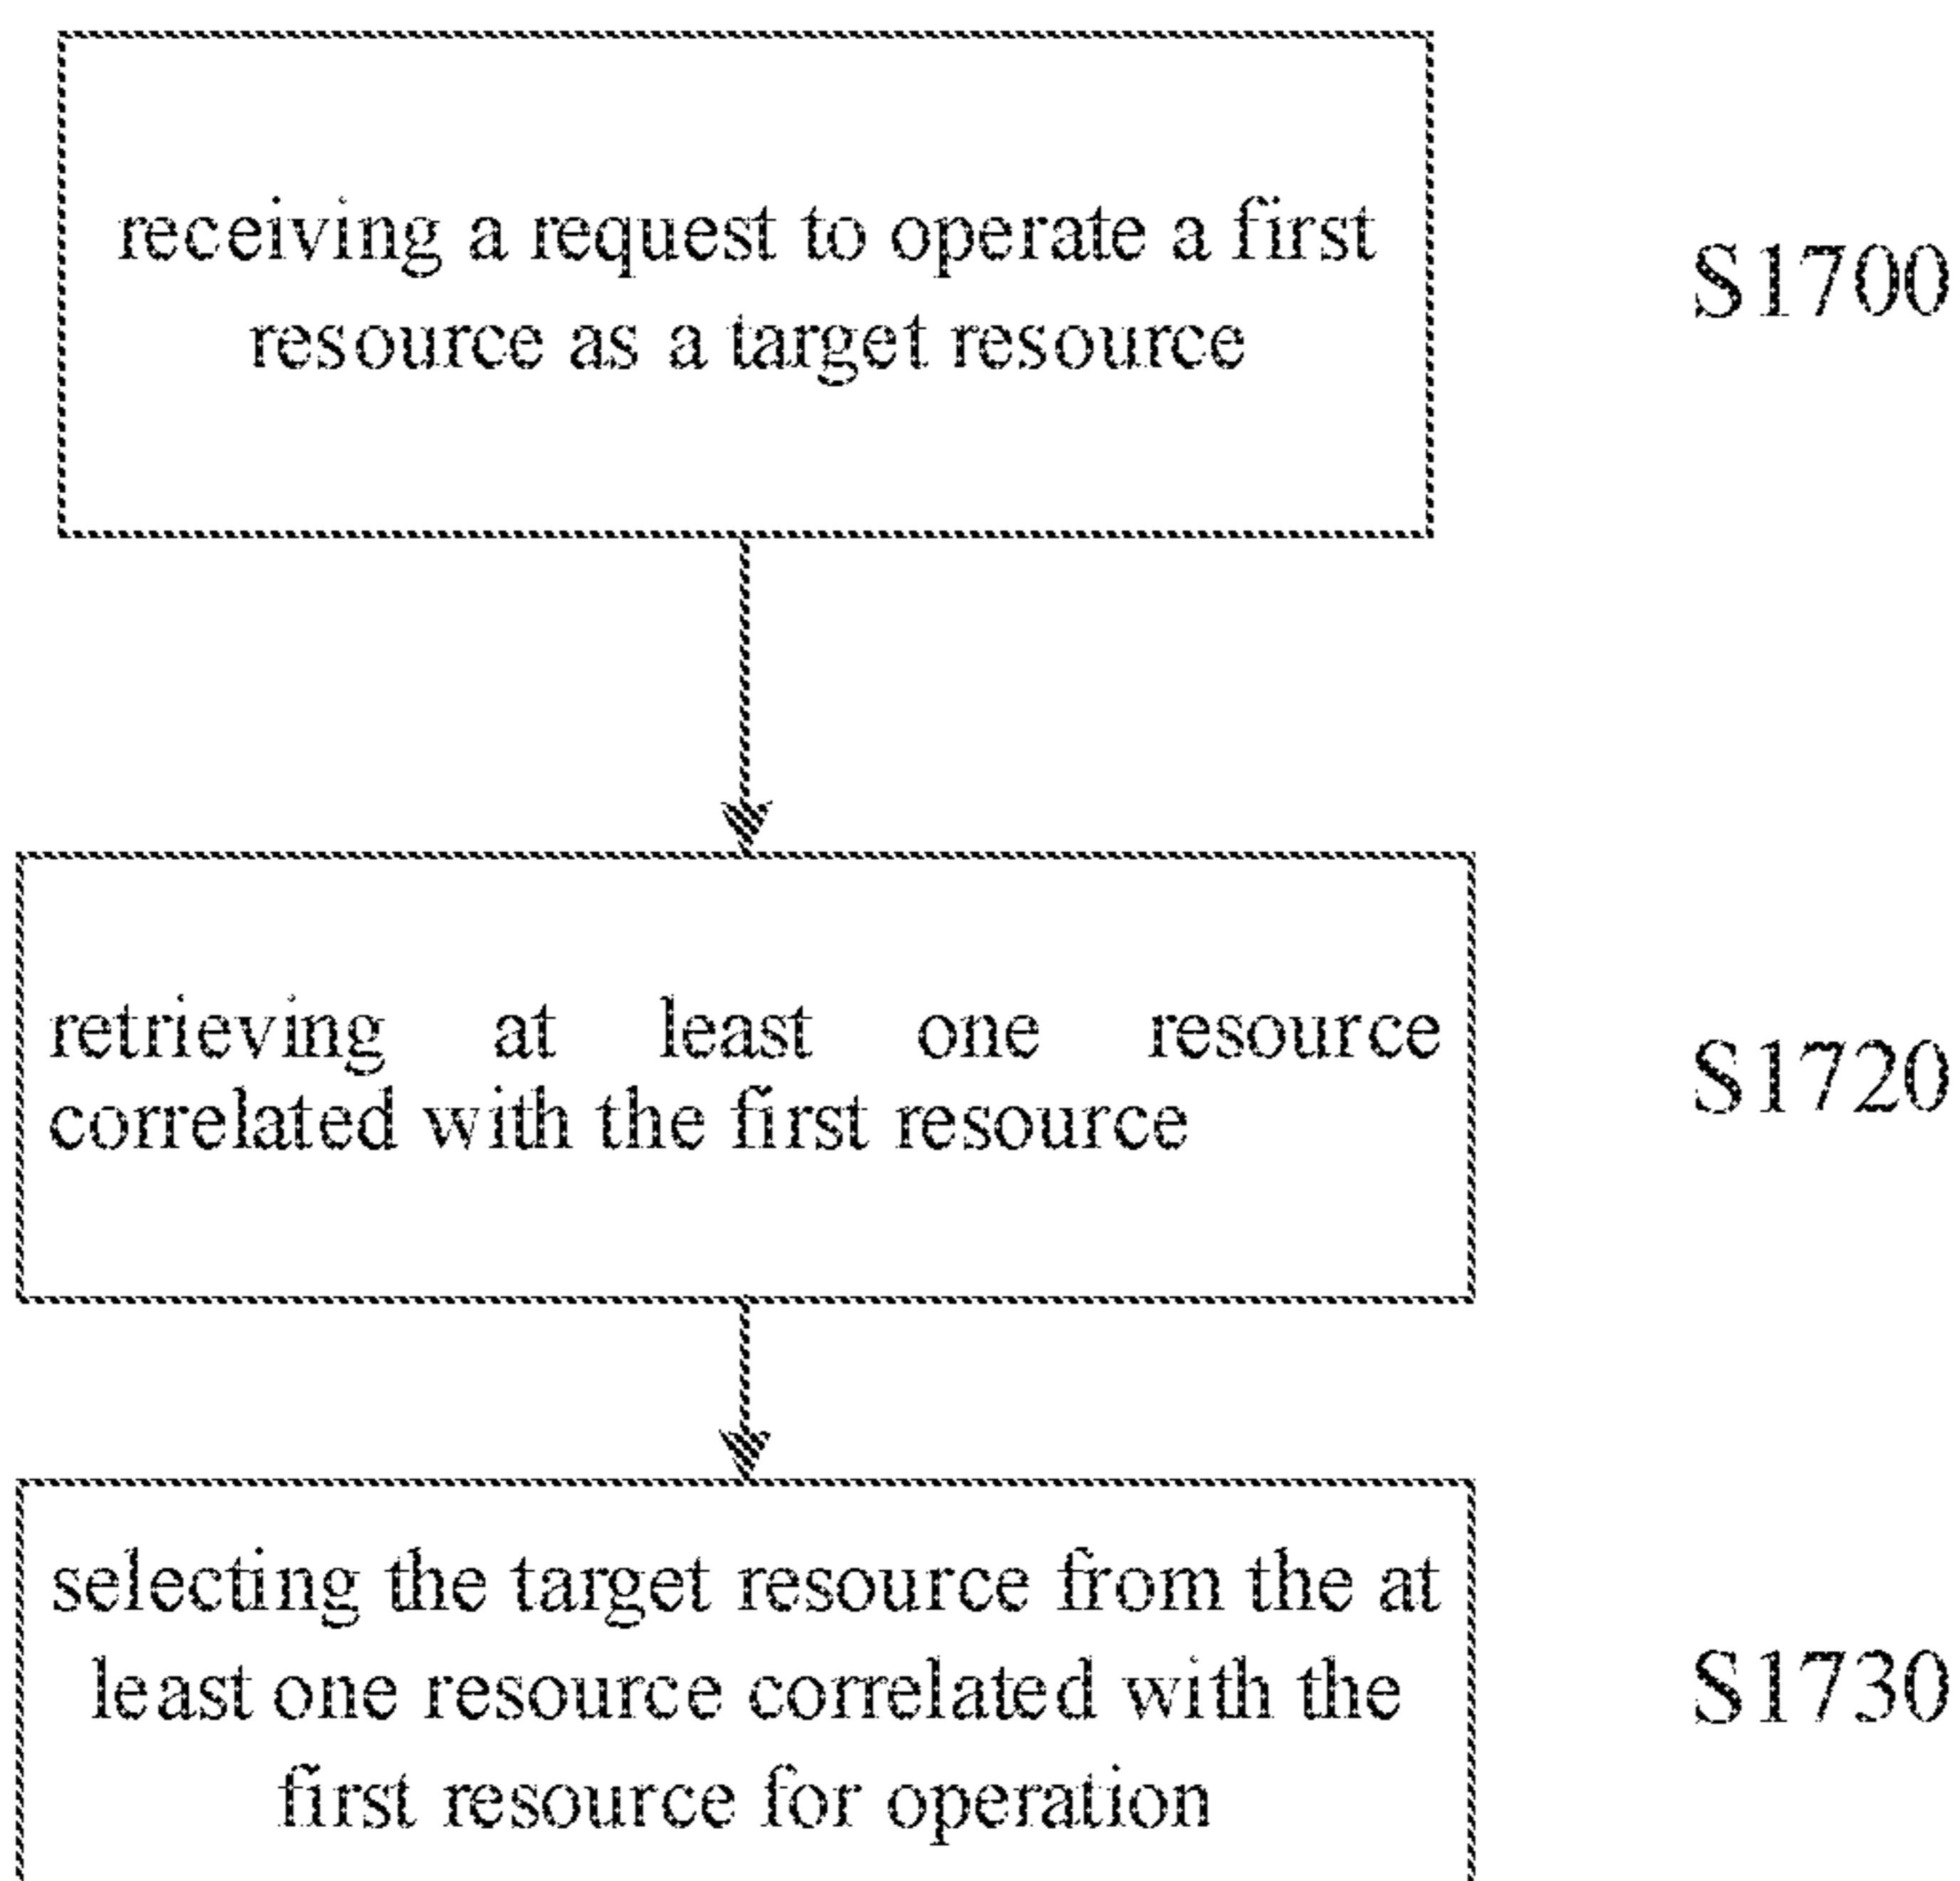 receiving a request to operate a first
resource as a target resource
S1700
retrieving at least one resource
correlated with the first resource
S1720
selecting the target resource from the at
least one resource correlated with the
first resource for operation
S1730